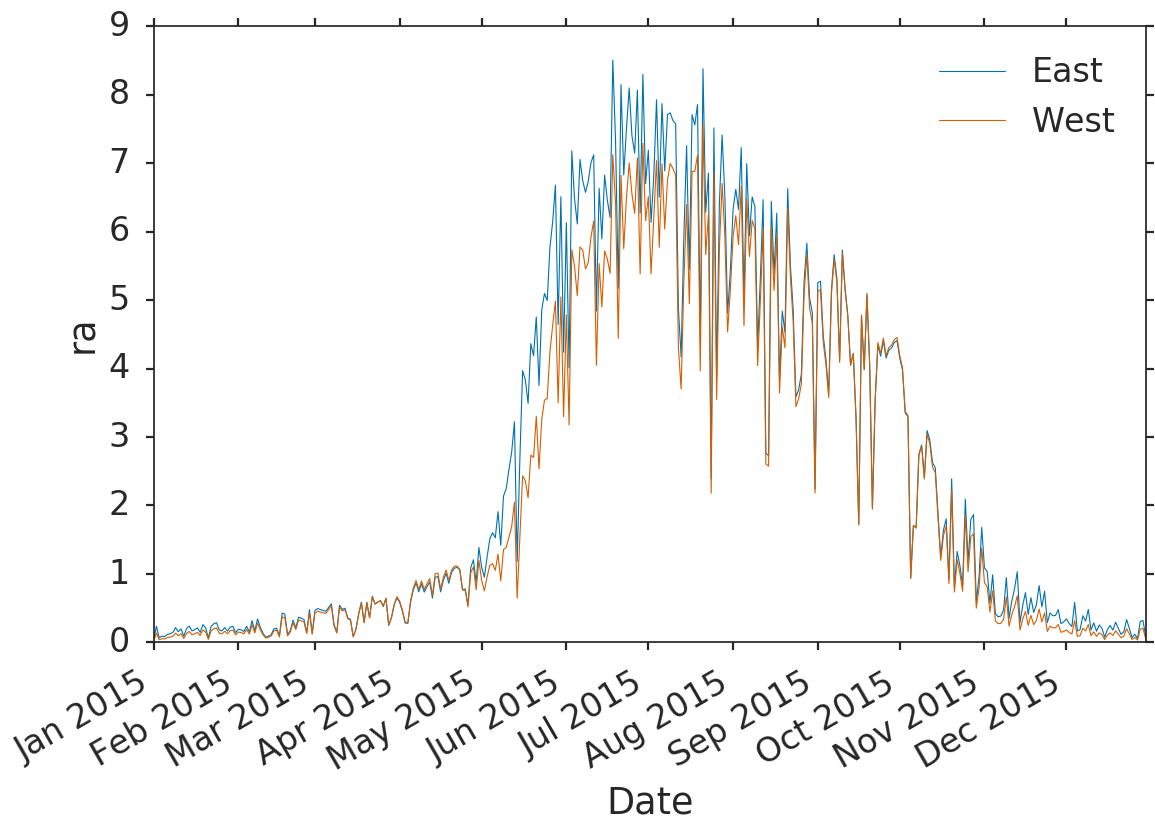 9
8
7
6
5
4
3
2
1
0
ra
East
West
Jan 2015
Feb 2015
Mar 2015
Apr 2015
May 2015
Jun 2015
Jul 2015
Aug 2015
Sep 2015
Oct 2015
Nov 2015
Dec 2015
Date